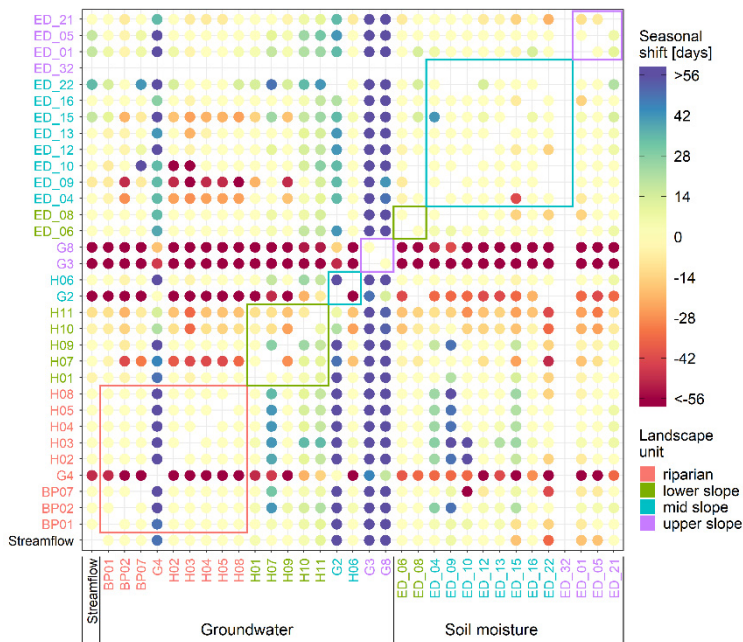 ED_21
ED_05
ED_01
ED_32
ED_22
ED_16
ED_15
ED_13
ED_12
ED_10
ED_09
ED_04
ED_08
ED_06
G8
G3
H06
G2
H11
H10
H09
H07
H01
H08
H05
H04
H03
H02
G4
BP07
BP02
BP01
Streamflow
Streamflow
BP01
BP02
BP07
G4
H02
H03
H04
H05
H08
H01
H07
H09
H10
H11
G2
H06
G3
G8
ED_06
ED_08
ED_04
ED_09
ED_10
ED_12
ED_13
ED_15
ED_16
ED_22
ED_32
ED_01
ED_05
ED_21
Groundwater
Soil moisture
Seasonal
shift [days]
>56
42
28
14
0
-14
-28
-42
<-56
Landscape
unit
riparian
lower slope
mid slope
upper slope